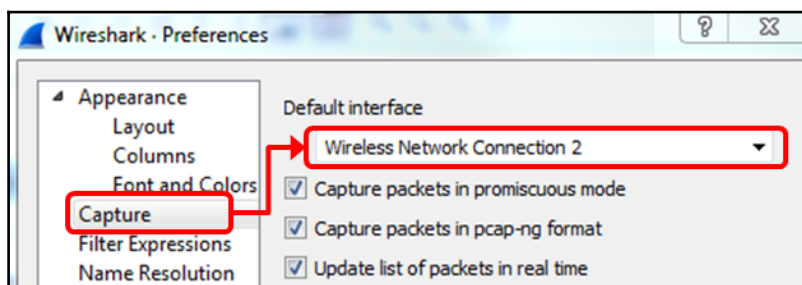 Wireshark · Preferences
Appearance
Layout
Columns
Font and Colors
Capture
Filter Expressions
Name Resolution
Default interface
Wireless Network Connection 2
Capture packets in promiscuous mode
Capture packets in pcap-ng format
Update list of packets in real time